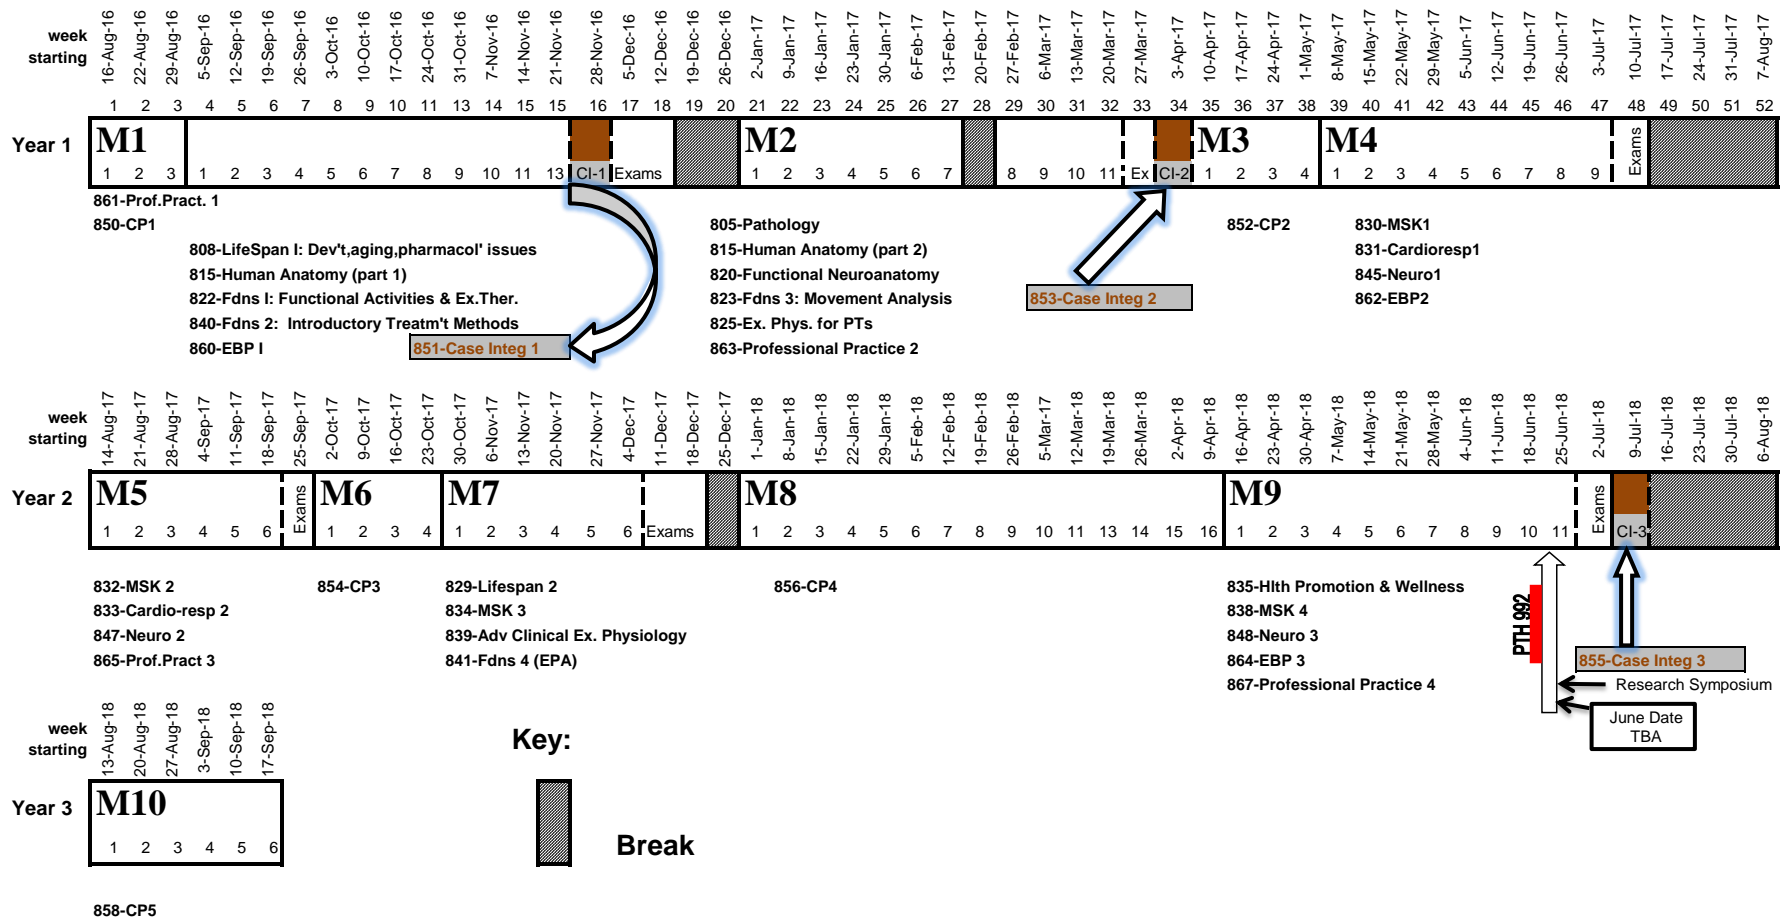 week starting 16-Aug-16 22-Aug-16 29-Aug-16 5-Sep-16 12-Sep-16 19-Sep-16 26-Sep-16 3-Oct-16 10-Oct-16 17-Oct-16 24-Oct-16 31-Oct-16 7-Nov-16 14-Nov-16 21-Nov-16 28-Nov-16 5-Dec-16 12-Dec-16 19-Dec-16 26-Dec-16 2-Jan-17 9-Jan-17 16-Jan-17 23-Jan-17 30-Jan-17 6-Feb-17 13-Feb-17 20-Feb-17 27-Feb-17 6-Mar-17 13-Mar-17 20-Mar-17 27-Mar-17 3-Apr-17 10-Apr-17 17-Apr-17 24-Apr-17 1-May-17 8-May-17 15-May-17 22-May-17 29-May-17 5-Jun-17 12-Jun-17 19-Jun-17 26-Jun-17 3-Jul-17 10-Jul-17 17-Jul-17 24-Jul-17 31-Jul-17 7-Aug-17
1 2 3 4 5 6 7 8 9 10 11 13 14 15 16 17 18 19 20 21 22 23 24 25 26 27 28 29 30 31 32 33 34 35 36 37 38 39 40 41 42 43 44 45 46 47 48 49 50 51 52
Year 1 M1 M2 M3 M4
1 2 3 1 2 3 4 5 6 7 8 9 10 11 13 CI-1 Exams 1 2 3 4 5 6 7 8 9 10 11 Ex CI-2 1 2 3 4 1 2 3 4 5 6 7 8 9 Exams
861-Prof.Pract. 1
850-CP1 805-Pathology 852-CP2 830-MSK1
808-LifeSpan I: Dev't,aging,pharmacol' issues 815-Human Anatomy (part 2) 831-Cardioresp1
815-Human Anatomy (part 1) 820-Functional Neuroanatomy 845-Neuro1
822-Fdns I: Functional Activities & Ex.Ther. 823-Fdns 3: Movement Analysis 853-Case Integ 2 862-EBP2
840-Fdns 2: Introductory Treatm't Methods 825-Ex. Phys. for PTs
860-EBP I 851-Case Integ 1 863-Professional Practice 2
week starting 14-Aug-17 21-Aug-17 28-Aug-17 4-Sep-17 11-Sep-17 18-Sep-17 25-Sep-17 2-Oct-17 9-Oct-17 16-Oct-17 23-Oct-17 30-Oct-17 6-Nov-17 13-Nov-17 20-Nov-17 27-Nov-17 4-Dec-17 11-Dec-17 18-Dec-17 25-Dec-17 1-Jan-18 8-Jan-18 15-Jan-18 22-Jan-18 29-Jan-18 5-Feb-18 12-Feb-18 19-Feb-18 26-Feb-18 5-Mar-17 12-Mar-18 19-Mar-18 26-Mar-18 2-Apr-18 9-Apr-18 16-Apr-18 23-Apr-18 30-Apr-18 7-May-18 14-May-18 21-May-18 28-May-18 4-Jun-18 11-Jun-18 18-Jun-18 25-Jun-18 2-Jul-18 9-Jul-18 16-Jul-18 23-Jul-18 30-Jul-18 6-Aug-18
Year 2 M5 M6 M7 M8 M9
1 2 3 4 5 6 Exams 1 2 3 4 1 2 3 4 5 6 Exams 1 2 3 4 5 6 7 8 9 10 11 13 14 15 16 1 2 3 4 5 6 7 8 9 10 11 Exams CI-3
832-MSK 2 854-CP3 829-Lifespan 2 856-CP4 835-Hlth Promotion & Wellness
833-Cardio-resp 2 834-MSK 3 838-MSK 4
847-Neuro 2 839-Adv Clinical Ex. Physiology 848-Neuro 3
865-Prof.Pract 3 841-Fdns 4 (EPA) 864-EBP 3 PTH 992 855-Case Integ 3
867-Professional Practice 4 Research Symposium
June Date
TBA
week starting 13-Aug-18 20-Aug-18 27-Aug-18 3-Sep-18 10-Sep-18 17-Sep-18
Key:
Year 3 M10
1 2 3 4 5 6
Break
858-CP5